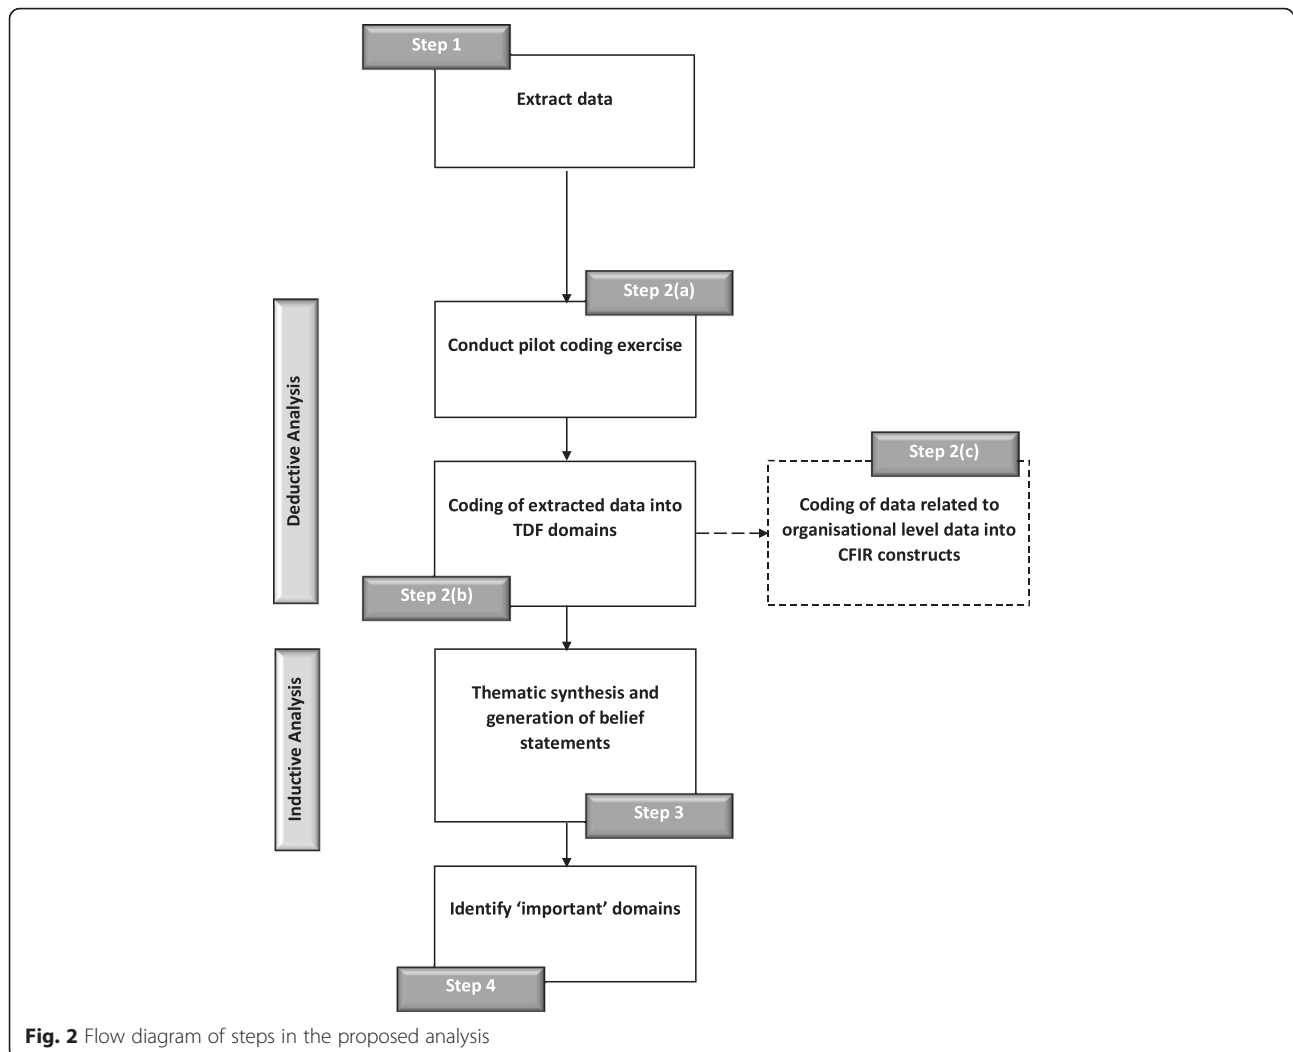 Step 1
Extract data
Step 2(a)
Conduct pilot coding exercise
Deductive Analysis
Coding of extracted data into
TDF domains
Step 2(b)
Step 2(c)
Coding of data related to
organisational level data into
CFIR constructs
Inductive Analysis
Thematic synthesis and
generation of belief
statements
Step 3
Identify ‘important’ domains
Step 4
Fig. 2 Flow diagram of steps in the proposed analysis